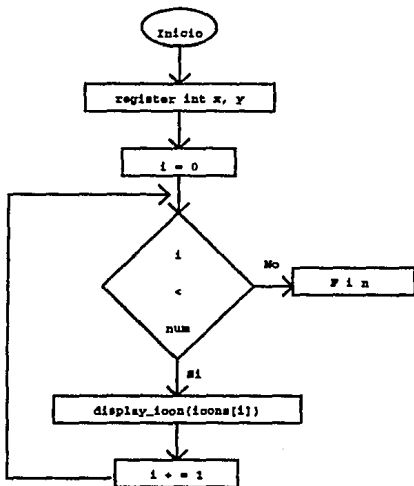 Inicio
register int x, y
i = 0
i
<
num
No
F i n
Si
display_icon(icons[i])
i + = 1